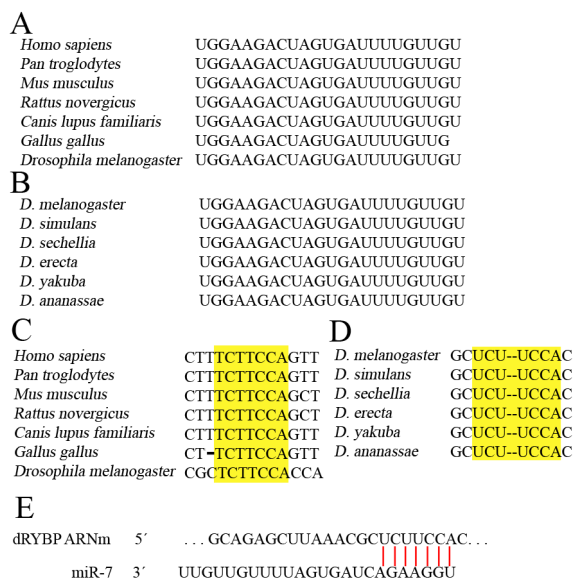 A
Homo sapiens UGGAAGACUAGUGAUUUUGUUGU
Pan troglodytes UGGAAGACUAGUGAUUUUGUUGU
Mus musculus UGGAAGACUAGUGAUUUUGUUGU
Rattus novergicus UGGAAGACUAGUGAUUUUGUUGU
Canis lupus familiaris UGGAAGACUAGUGAUUUUGUUGU
Gallus gallus UGGAAGACUAGUGAUUUUGUUG
Drosophila melanogaster UGGAAGACUAGUGAUUUUGUUGU
B
D. melanogaster UGGAAGACUAGUGAUUUUGUUGU
D. simulans UGGAAGACUAGUGAUUUUGUUGU
D. sechellia UGGAAGACUAGUGAUUUUGUUGU
D. erecta UGGAAGACUAGUGAUUUUGUUGU
D. yakuba UGGAAGACUAGUGAUUUUGUUGU
D. ananassae UGGAAGACUAGUGAUUUUGUUGU
C
Homo sapiens CTTTCTTCCAGTT
Pan troglodytes CTTTCTTCCAGTT
Mus musculus CTTTCTTCCAGCT
Rattus novergicus CTTTCTTCCAGCT
Canis lupus familiaris CTTTCTTCCAGTT
Gallus gallus CT-TCTTCCAGTT
Drosophila melanogaster CGCTCTTCCACCA
D
D. melanogaster GCUCU--UCCAC
D. simulans GCUCU--UCCAC
D. sechellia GCUCU--UCCAC
D. erecta GCUCU--UCCAC
D. yakuba GCUCU--UCCAC
D. ananassae GCUCU--UCCAC
E
dRYBP ARNm 5´ . . . GCAGAGCUUAAACGCUCUUCCAC. . .
miR-7 3´ UUGUUGUUUUAGUGAUCAGAAGGU